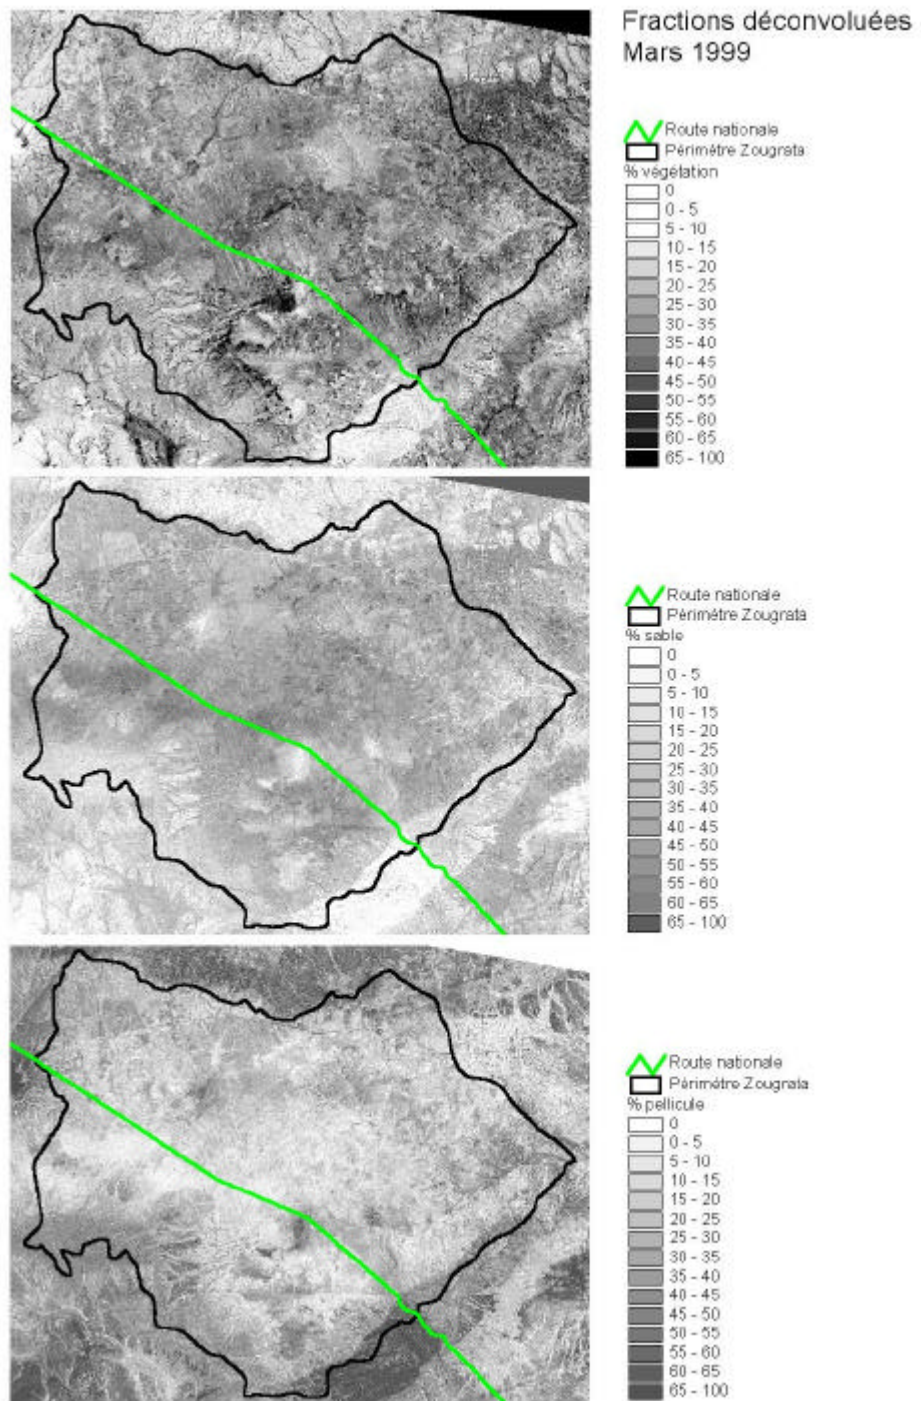 Fractions déconvoluées
Mars 1999
Route nationale
Périmètre Zougrata
% végétation
0
0 - 5
5 - 10
10 - 15
15 - 20
20 - 25
25 - 30
30 - 35
35 - 40
40 - 45
45 - 50
50 - 55
55 - 60
60 - 65
65 - 100
Route nationale
Périmètre Zougrata
% sable
0
0 - 5
5 - 10
10 - 15
15 - 20
20 - 25
25 - 30
30 - 35
35 - 40
40 - 45
45 - 50
50 - 55
55 - 60
60 - 65
65 - 100
Route nationale
Périmètre Zougrata
% pellicule
0
0 - 5
5 - 10
10 - 15
15 - 20
20 - 25
25 - 30
30 - 35
35 - 40
40 - 45
45 - 50
50 - 55
55 - 60
60 - 65
65 - 100